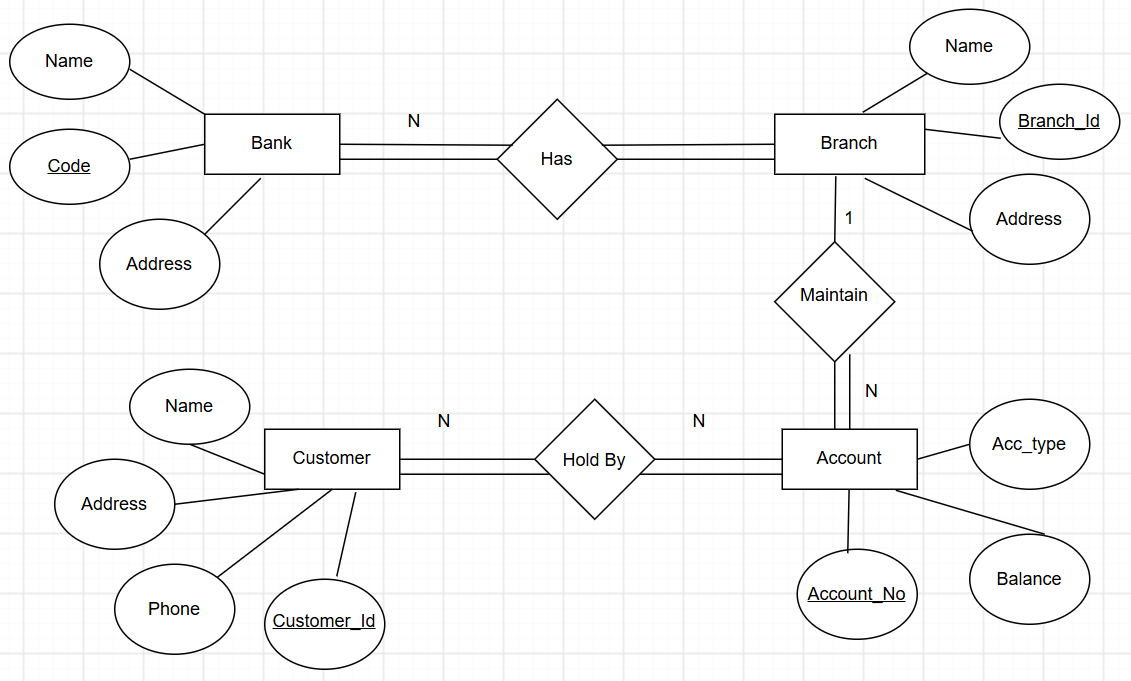 Name
Name
N
Branch_Id
Bank
Has
Branch
Code
Address
1
Address
Maintain
N
Name
N
N
Acc_type
Customer
Hold By
Account
Address
Balance
Phone
Account_No
Customer_Id